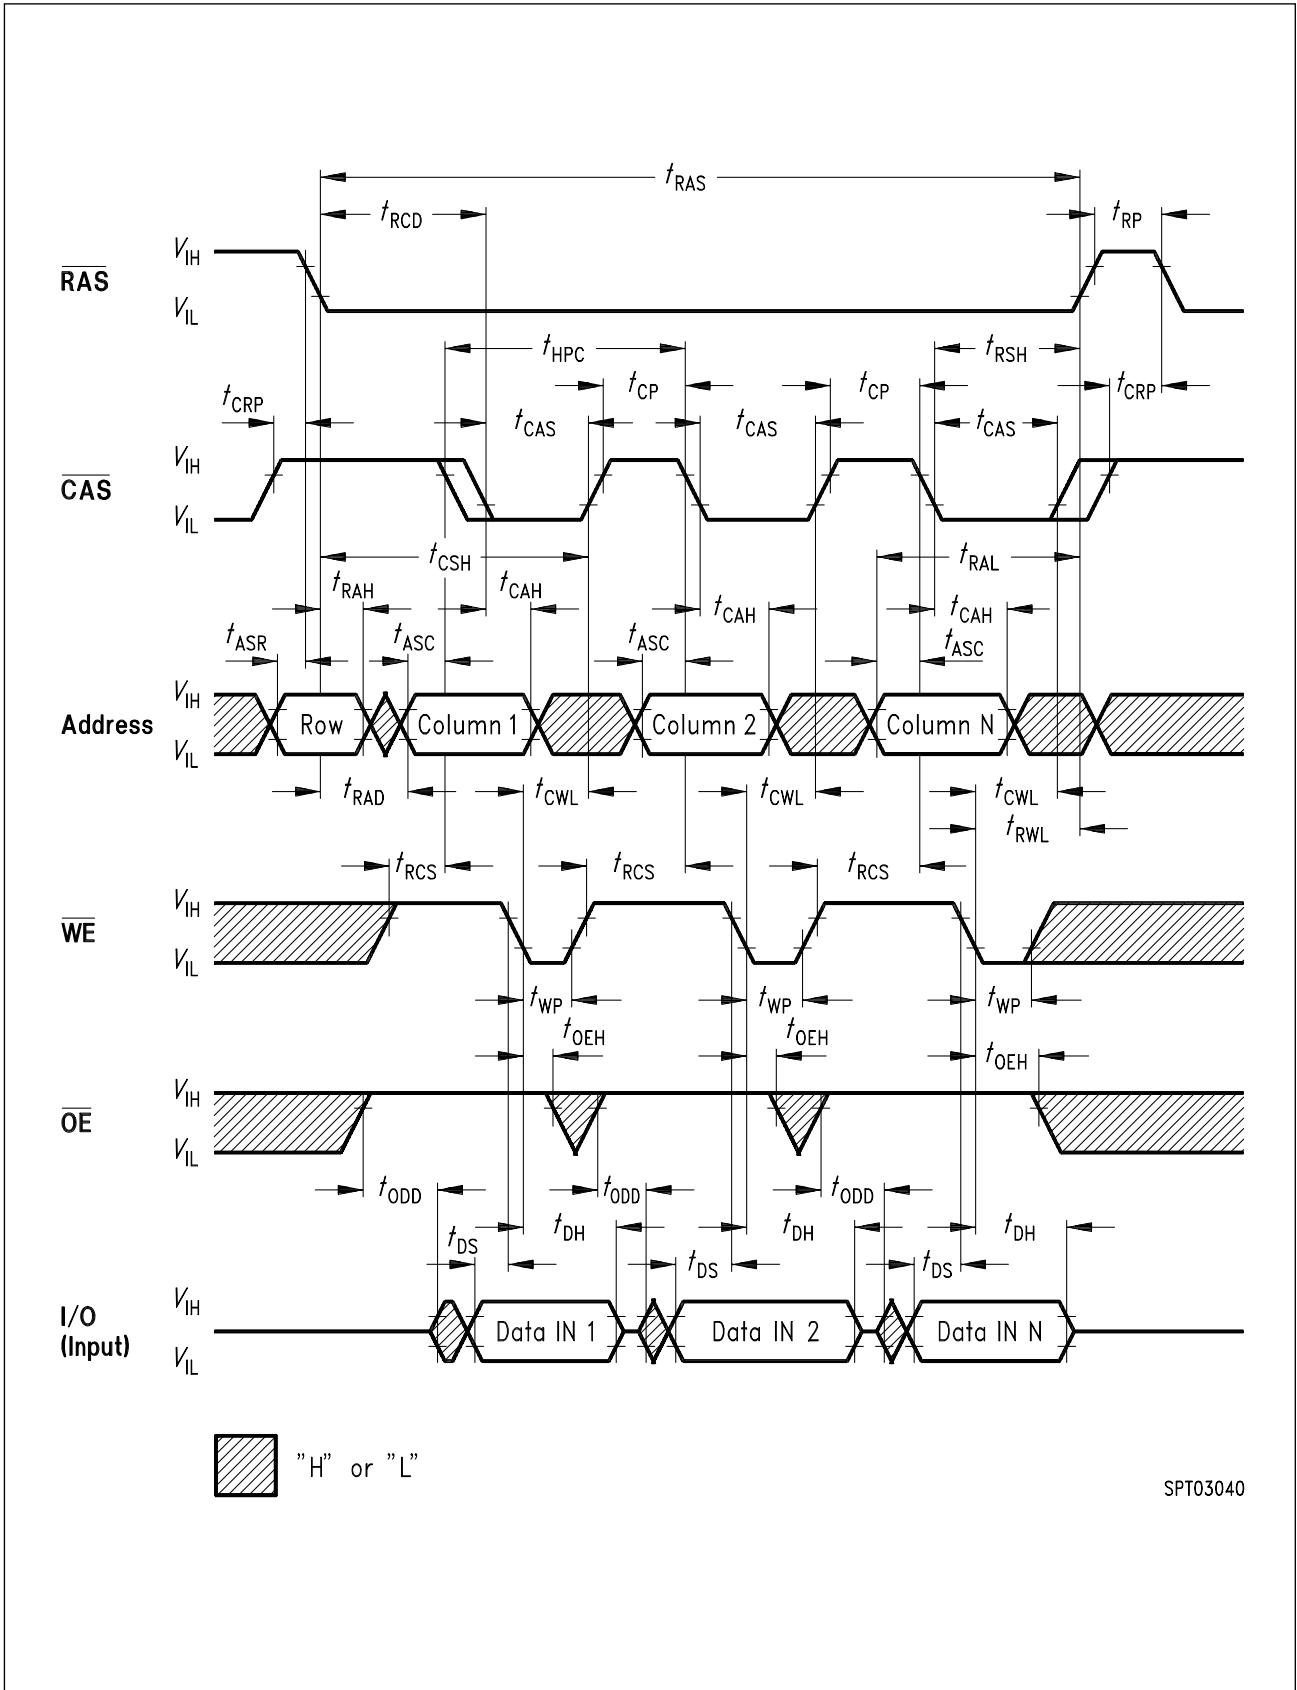 tRAS
tRCD tRP
VIH
RAS
VIL
tHPC tRSH
tCRP tCP tCP tCRP
tCAS tCAS tCAS
VIH
CAS
VIL
tCSH tRAL
tRAH tCAH tCAH tCAH
tASR tASC tASC tASC
VIH
Address Row Column 1 Column 2 Column N
VIL
tRAD tCWL tCWL tCWL
tRWL
tRCS tRCS tRCS
VIH
WE
VIL
tWP tWP tWP
tOEH tOEH tOEH
VIH
OE
VIL
tODD tODD tODD
tDH tDH tDH
tDS tDS tDS
VIH
I/O Data IN 1 Data IN 2 Data IN N
(Input)
VIL
"H" or "L"
SPT03040